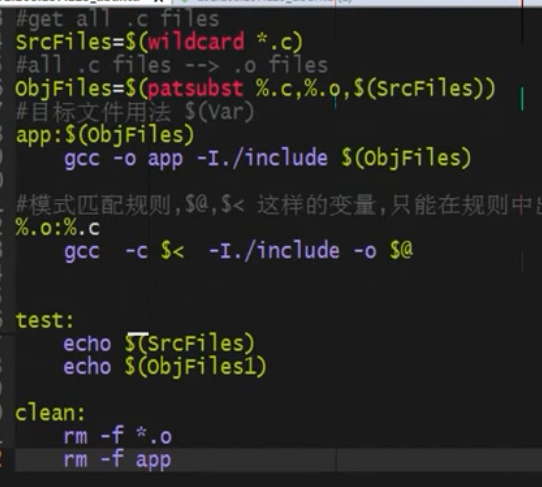 #get all .c files
SrcFiles=$(wildcard *.c)
#all .c files --> .o files
ObjFiles=$(patsubst %.c,%.o,$(SrcFiles))
#目标文件用法 $(Var)
app:$(ObjFiles)
gcc -o app -I./include $(ObjFiles)
#模式匹配规则,$@,$< 这样的变量,只能在规则中
%.o:%.c
gcc -c $< -I./include -o $@
test:
echo $(SrcFiles)
echo $(ObjFiles1)
clean:
rm -f *.o
rm -f app